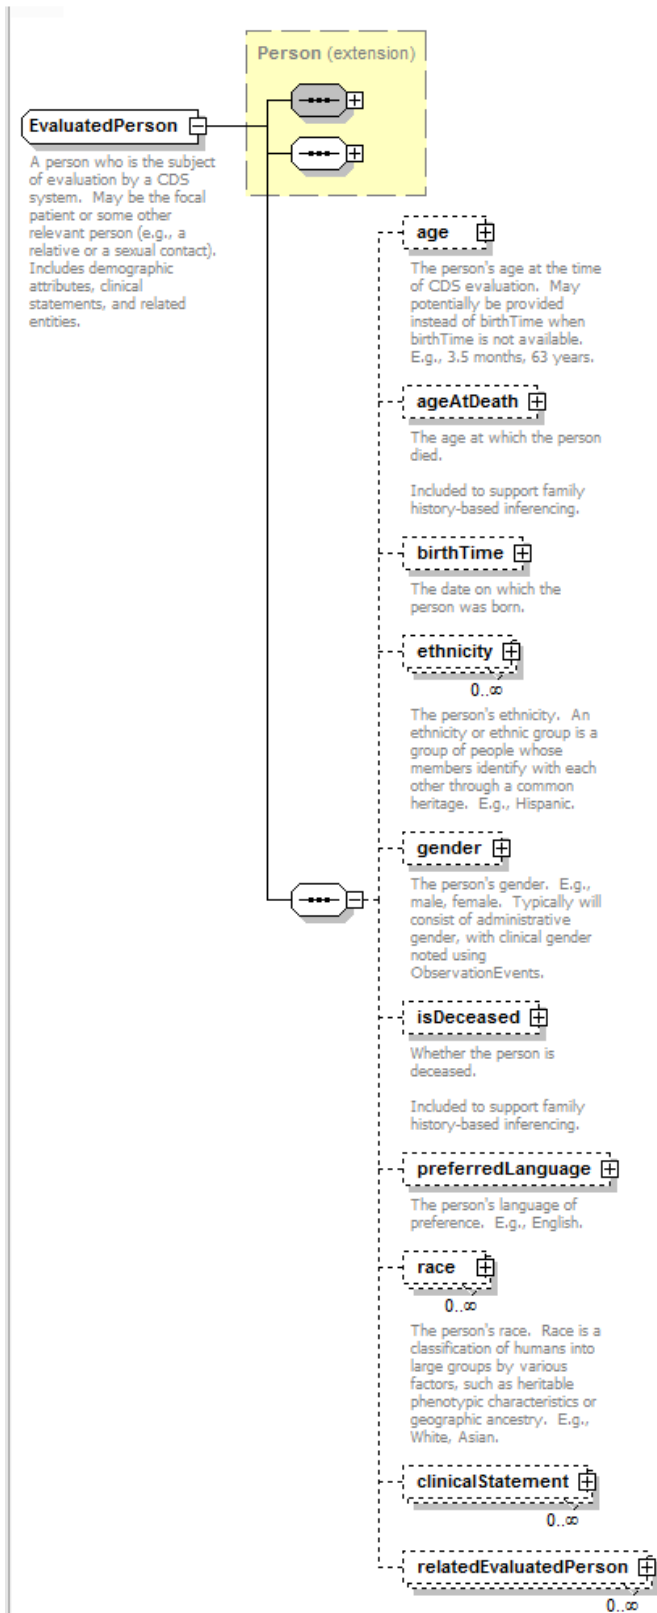 Person (extension)
EvaluatedPerson
A person who is the subject
of evaluation by a CDS
system.  May be the focal
patient or some other
relevant person (e.g., a
relative or a sexual contact).
Includes demographic
attributes, clinical
statements, and related
entities.
age
The person's age at the time
of CDS evaluation.  May
potentially be provided
instead of birthTime when
birthTime is not available.
E.g., 3.5 months, 63 years.
ageAtDeath
The age at which the person
died.
Included to support family
history-based inferencing.
birthTime
The date on which the
person was born.
ethnicity
0..∞
The person's ethnicity.  An
ethnicity or ethnic group is a
group of people whose
members identify with each
other through a common
heritage.  E.g., Hispanic.
gender
The person's gender.  E.g.,
male, female.  Typically will
consist of administrative
gender, with clinical gender
noted using
ObservationEvents.
isDeceased
Whether the person is
deceased.
Included to support family
history-based inferencing.
preferredLanguage
The person's language of
preference.  E.g., English.
race
0..∞
The person's race.  Race is a
classification of humans into
large groups by various
factors, such as heritable
phenotypic characteristics or
geographic ancestry.  E.g.,
White, Asian.
clinicalStatement
0..∞
relatedEvaluatedPerson
0..∞